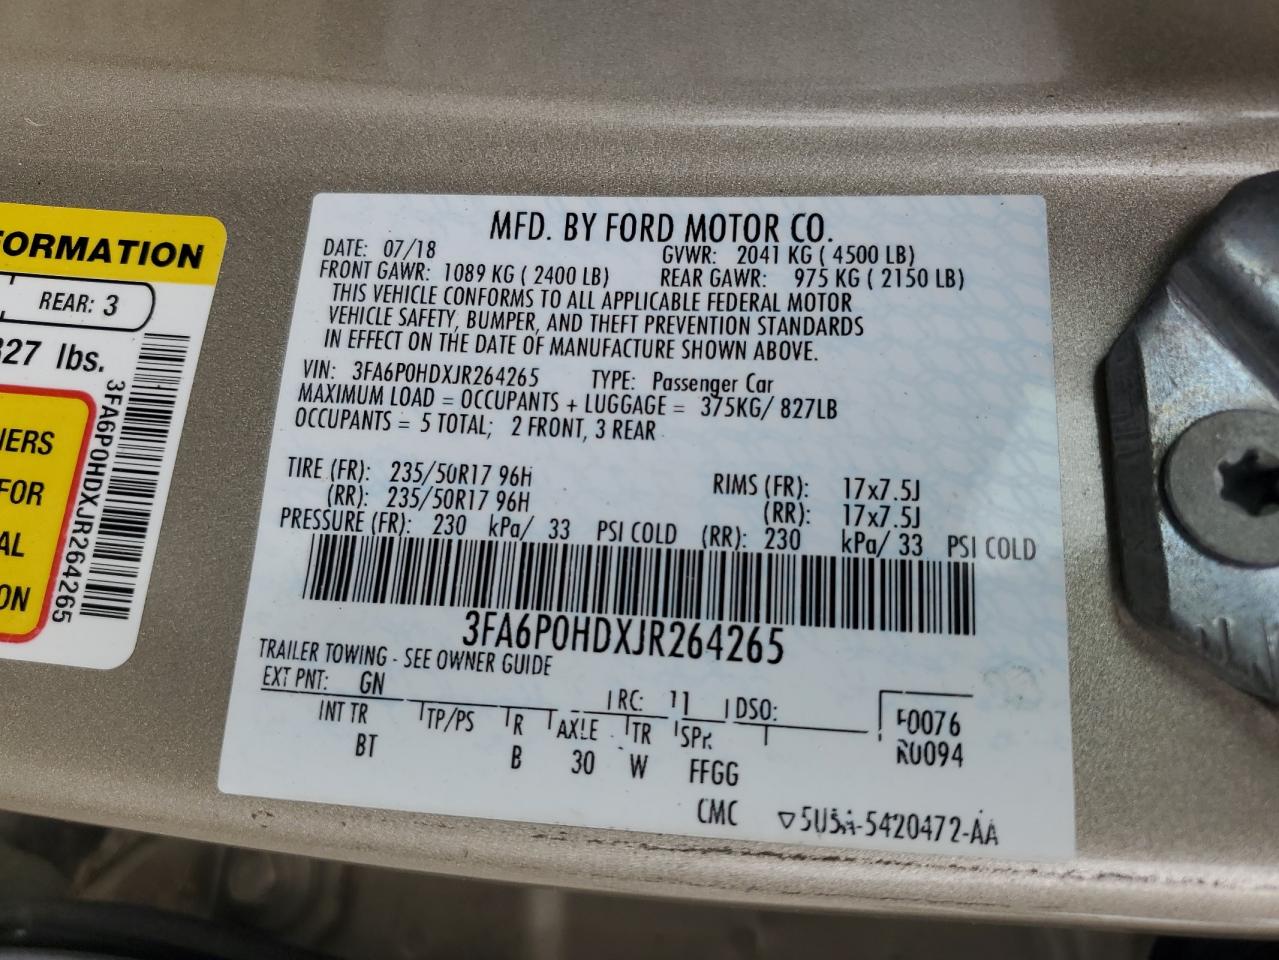 FORMATION
REAR: 3
827 lbs.
3FA6P0HDXJR264265
IERS
FOR
AL
ON
MFD. BY FORD MOTOR CO.
DATE: 07/18 GVWR: 2041 KG ( 4500 LB)
FRONT GAWR: 1089 KG ( 2400 LB) REAR GAWR: 975 KG ( 2150 LB)
THIS VEHICLE CONFORMS TO ALL APPLICABLE FEDERAL MOTOR
VEHICLE SAFETY, BUMPER, AND THEFT PREVENTION STANDARDS
IN EFFECT ON THE DATE OF MANUFACTURE SHOWN ABOVE.
VIN: 3FA6P0HDXJR264265 TYPE: Passenger Car
MAXIMUM LOAD = OCCUPANTS + LUGGAGE = 375KG/ 827LB
OCCUPANTS = 5 TOTAL; 2 FRONT, 3 REAR
TIRE (FR): 235/50R17 96H RIMS (FR): 17x7.5J
(RR): 235/50R17 96H (RR): 17x7.5J
PRESSURE (FR): 230 kPa/ 33 PSI COLD (RR): 230 kPa/ 33 PSI COLD
3FA6P0HDXJR264265
TRAILER TOWING - SEE OWNER GUIDE
EXT PNT: GN RC: 11 DSO: F0076
INT TR TP/PS R AXLE TR SPR R0094
BT B 30 W FFGG
CMC ▽5U5A-5420472-AA